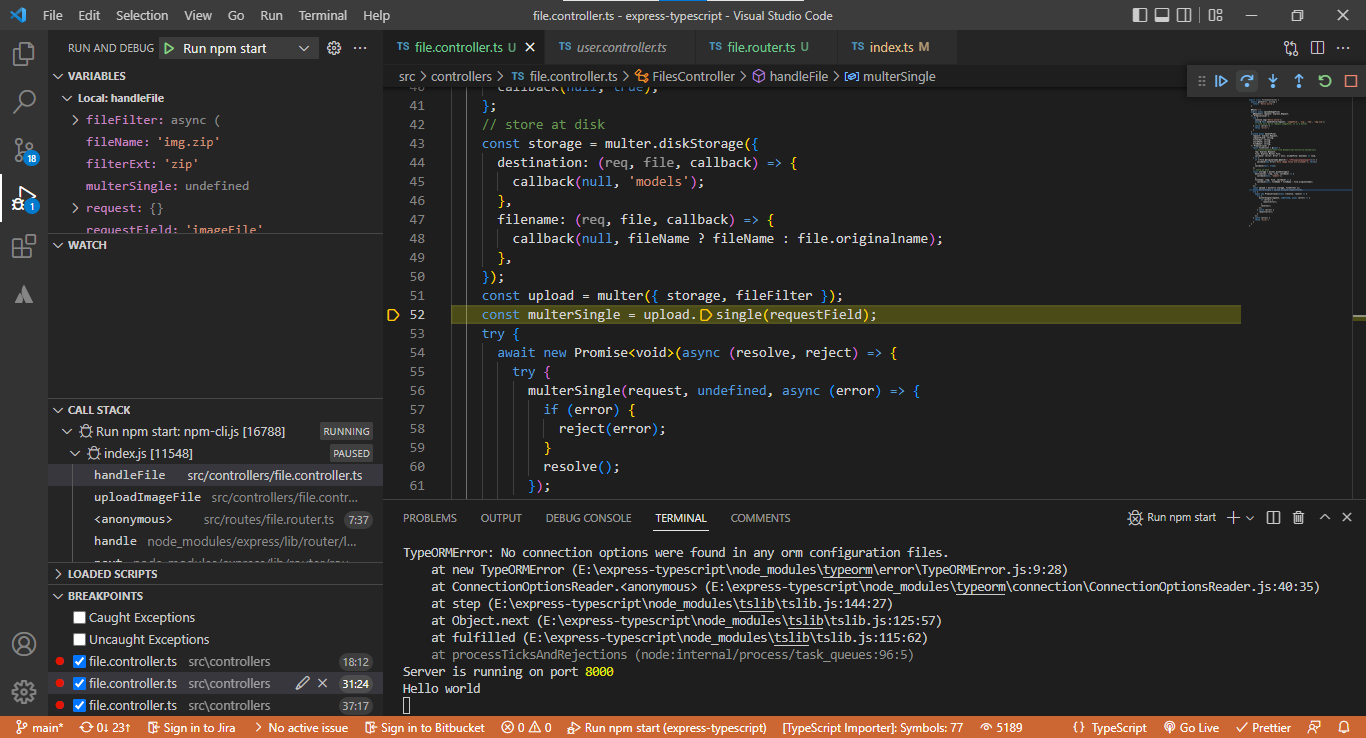 File Edit Selection View Go Run Terminal Help
file.controller.ts - express-typescript - Visual Studio Code
RUN AND DEBUG Run npm start
VARIABLES
Local: handleFile
fileFilter: async (
fileName: 'img.zip'
filterExt: 'zip'
multerSingle: undefined
request: {}
requestField: 'imageFile'
WATCH
CALL STACK
Run npm start: npm-cli.js [16788] RUNNING
index.js [11548] PAUSED
handleFile src/controllers/file.controller.ts
uploadImageFile src/controllers/file.contr...
<anonymous> src/routes/file.router.ts 7:37
handle node_modules/express/lib/router/l...
next node_modules/express/lib/router/rou...
LOADED SCRIPTS
BREAKPOINTS
Caught Exceptions
Uncaught Exceptions
file.controller.ts src\controllers 18:12
file.controller.ts src\controllers 31:24
file.controller.ts src\controllers 37:17
18
1
TS file.controller.ts U
TS user.controller.ts
TS file.router.ts U
TS index.ts M
src > controllers > TS file.controller.ts > FilesController > handleFile > multerSingle
40 callback(null, true);
41 };
42 // store at disk
43 const storage = multer.diskStorage({
44 destination: (req, file, callback) => {
45 callback(null, 'models');
46 },
47 filename: (req, file, callback) => {
48 callback(null, fileName ? fileName : file.originalname);
49 },
50 });
51 const upload = multer({ storage, fileFilter });
52 const multerSingle = upload.single(requestField);
53 try {
54 await new Promise<void>(async (resolve, reject) => {
55 try {
56 multerSingle(request, undefined, async (error) => {
57 if (error) {
58 reject(error);
59 }
60 resolve();
61 });
PROBLEMS OUTPUT DEBUG CONSOLE TERMINAL COMMENTS
Run npm start
TypeORMError: No connection options were found in any orm configuration files.
at new TypeORMError (E:\express-typescript\node_modules\typeorm\error\TypeORMError.js:9:28)
at ConnectionOptionsReader.<anonymous> (E:\express-typescript\node_modules\typeorm\connection\ConnectionOptionsReader.js:40:35)
at step (E:\express-typescript\node_modules\tslib\tslib.js:144:27)
at Object.next (E:\express-typescript\node_modules\tslib\tslib.js:125:57)
at fulfilled (E:\express-typescript\node_modules\tslib\tslib.js:115:62)
at processTicksAndRejections (node:internal/process/task_queues:96:5)
Server is running on port 8000
Hello world
main* 0↓ 23↑ Sign in to Jira No active issue Sign in to Bitbucket 0 0 Run npm start (express-typescript) [TypeScript Importer]: Symbols: 77 5189 {} TypeScript Go Live Prettier